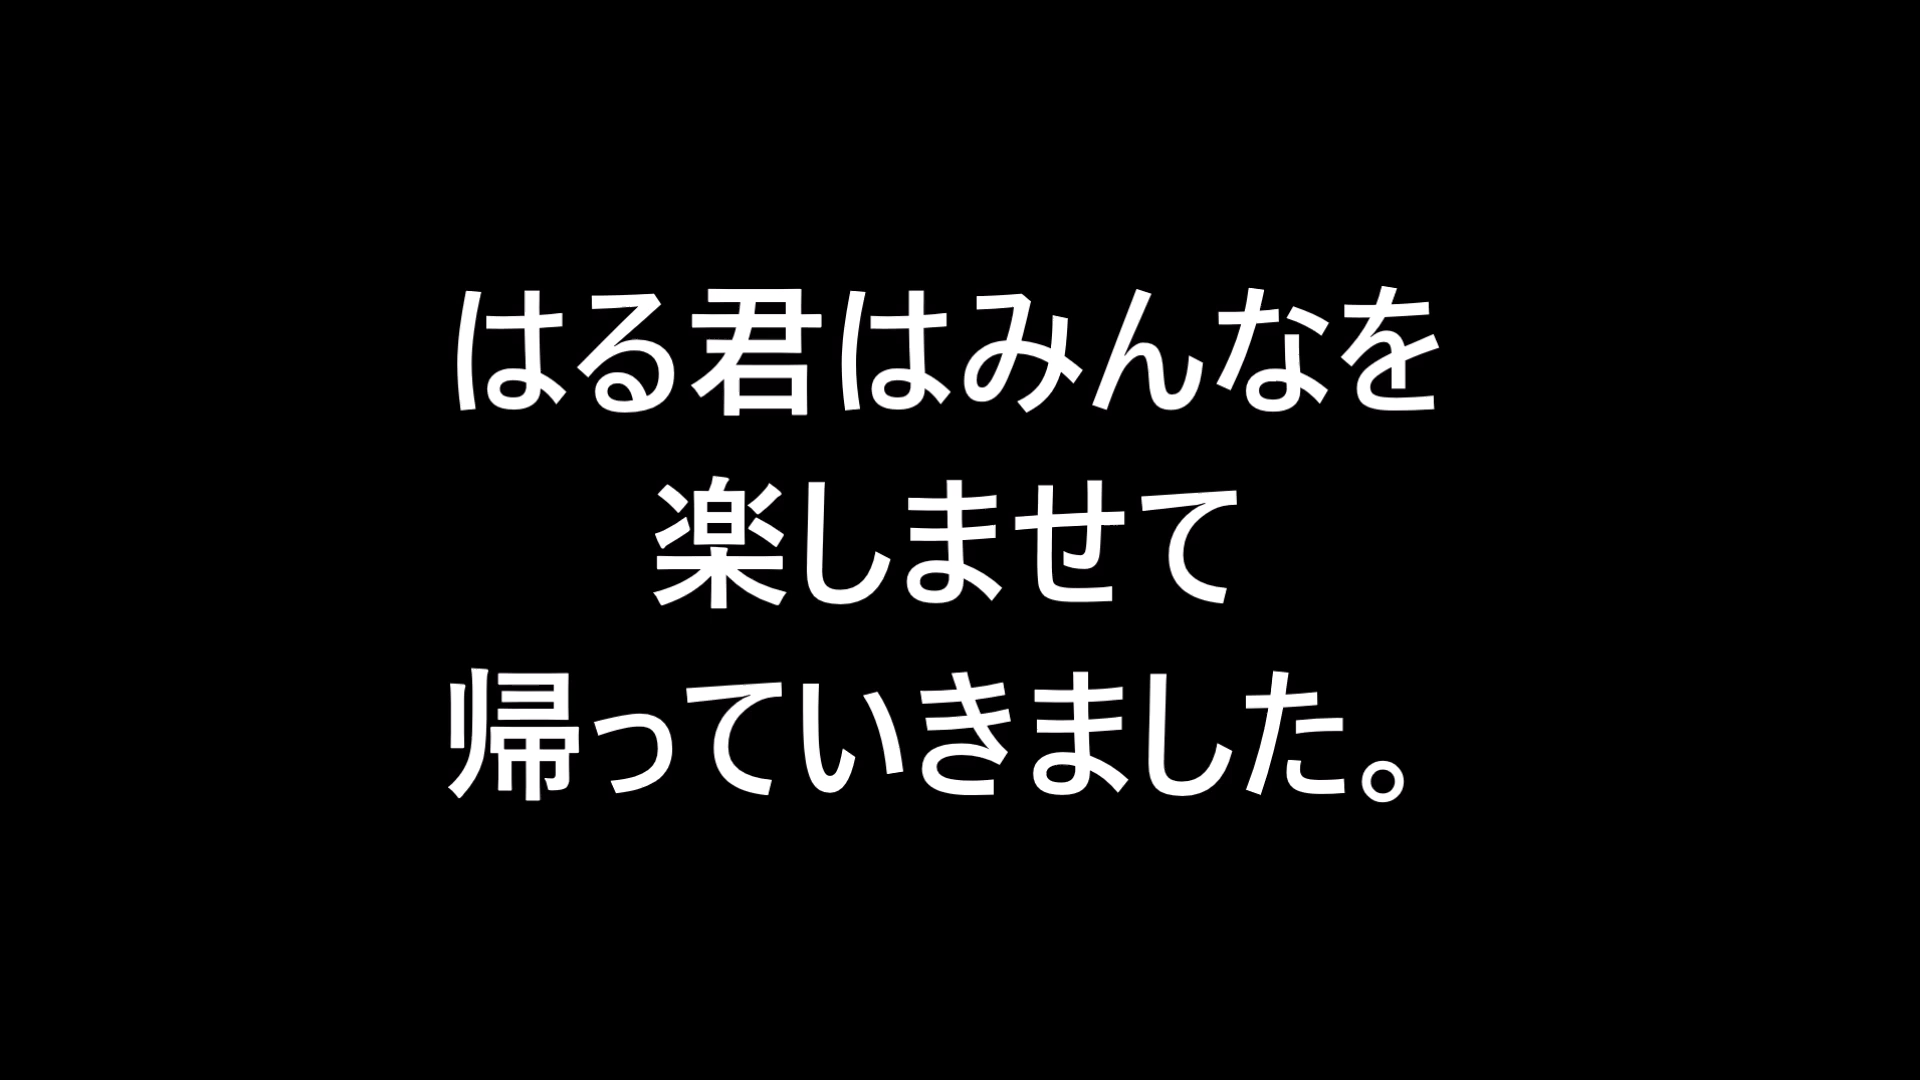 はる君はみんなを
楽しませて
帰っていきました。